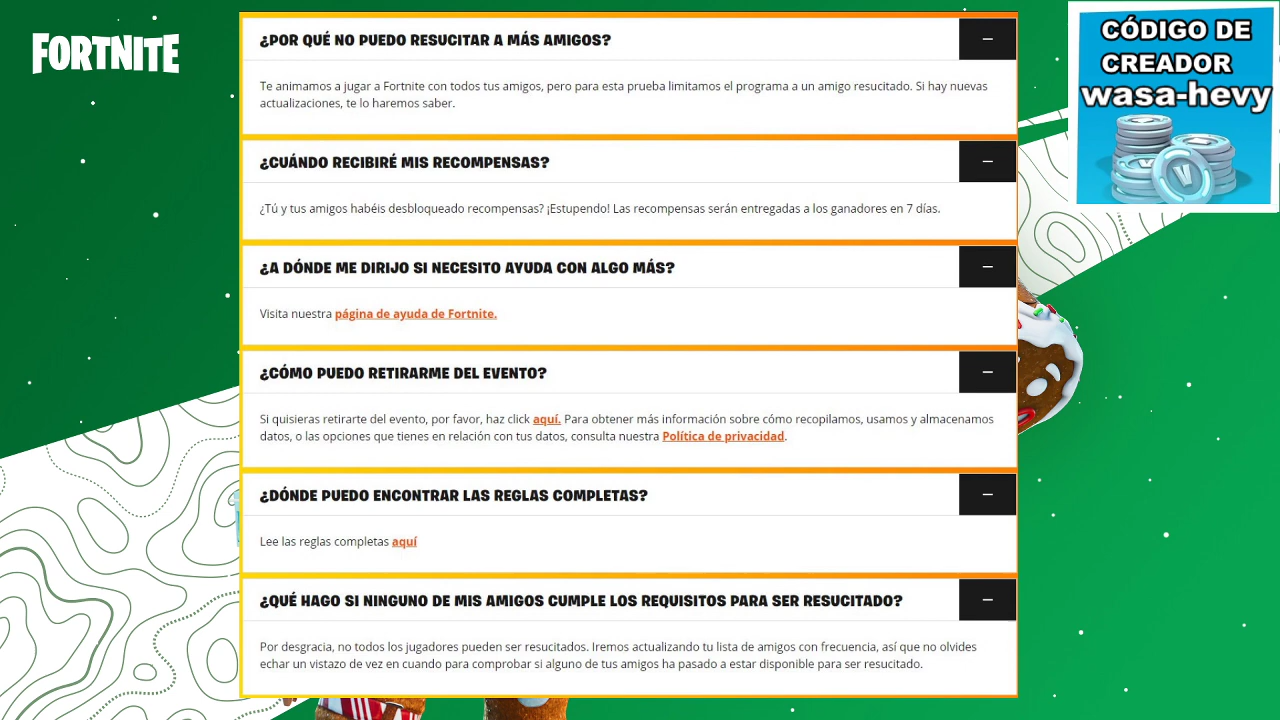 FORTNITE
¿POR QUÉ NO PUEDO RESUCITAR A MÁS AMIGOS?
Te animamos a jugar a Fortnite con todos tus amigos, pero para esta prueba limitamos el programa a un amigo resucitado. Si hay nuevas
actualizaciones, te lo haremos saber.
¿CUÁNDO RECIBIRÉ MIS RECOMPENSAS?
¿Tú y tus amigos habéis desbloqueado recompensas? ¡Estupendo! Las recompensas serán entregadas a los ganadores en 7 días.
¿A DÓNDE ME DIRIJO SI NECESITO AYUDA CON ALGO MÁS?
Visita nuestra página de ayuda de Fortnite.
¿CÓMO PUEDO RETIRARME DEL EVENTO?
Si quisieras retirarte del evento, por favor, haz click aquí. Para obtener más información sobre cómo recopilamos, usamos y almacenamos
datos, o las opciones que tienes en relación con tus datos, consulta nuestra Política de privacidad.
¿DÓNDE PUEDO ENCONTRAR LAS REGLAS COMPLETAS?
Lee las reglas completas aquí
¿QUÉ HAGO SI NINGUNO DE MIS AMIGOS CUMPLE LOS REQUISITOS PARA SER RESUCITADO?
Por desgracia, no todos los jugadores pueden ser resucitados. Iremos actualizando tu lista de amigos con frecuencia, así que no olvides
echar un vistazo de vez en cuando para comprobar si alguno de tus amigos ha pasado a estar disponible para ser resucitado.
CÓDIGO DE
CREADOR
wasa-hevy